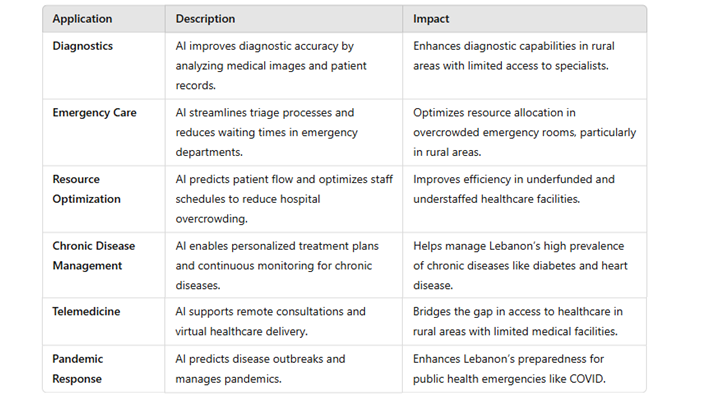 Application Description Impact
Diagnostics AI improves diagnostic accuracy by Enhances diagnostic capabilities in rural
analyzing medical images and patient areas with limited access to specialists.
records.
Emergency Care AI streamlines triage processes and Optimizes resource allocation in
reduces waiting times in emergency overcrowded emergency rooms, particularly
departments. in rural areas.
Resource AI predicts patient flow and optimizes staff Improves efficiency in underfunded and
Optimization schedules to reduce hospital understaffed healthcare facilities.
overcrowding.
Chronic Disease AI enables personalized treatment plans Helps manage Lebanon's high prevalence
Management and continuous monitoring for chronic of chronic diseases like diabetes and heart
diseases. disease.
Telemedicine AI supports remote consultations and Bridges the gap in access to healthcare in
virtual healthcare delivery. rural areas with limited medical facilities.
Pandemic AI predicts disease outbreaks and Enhances Lebanon's preparedness for
Response manages pandemics. public health emergencies like COVID.